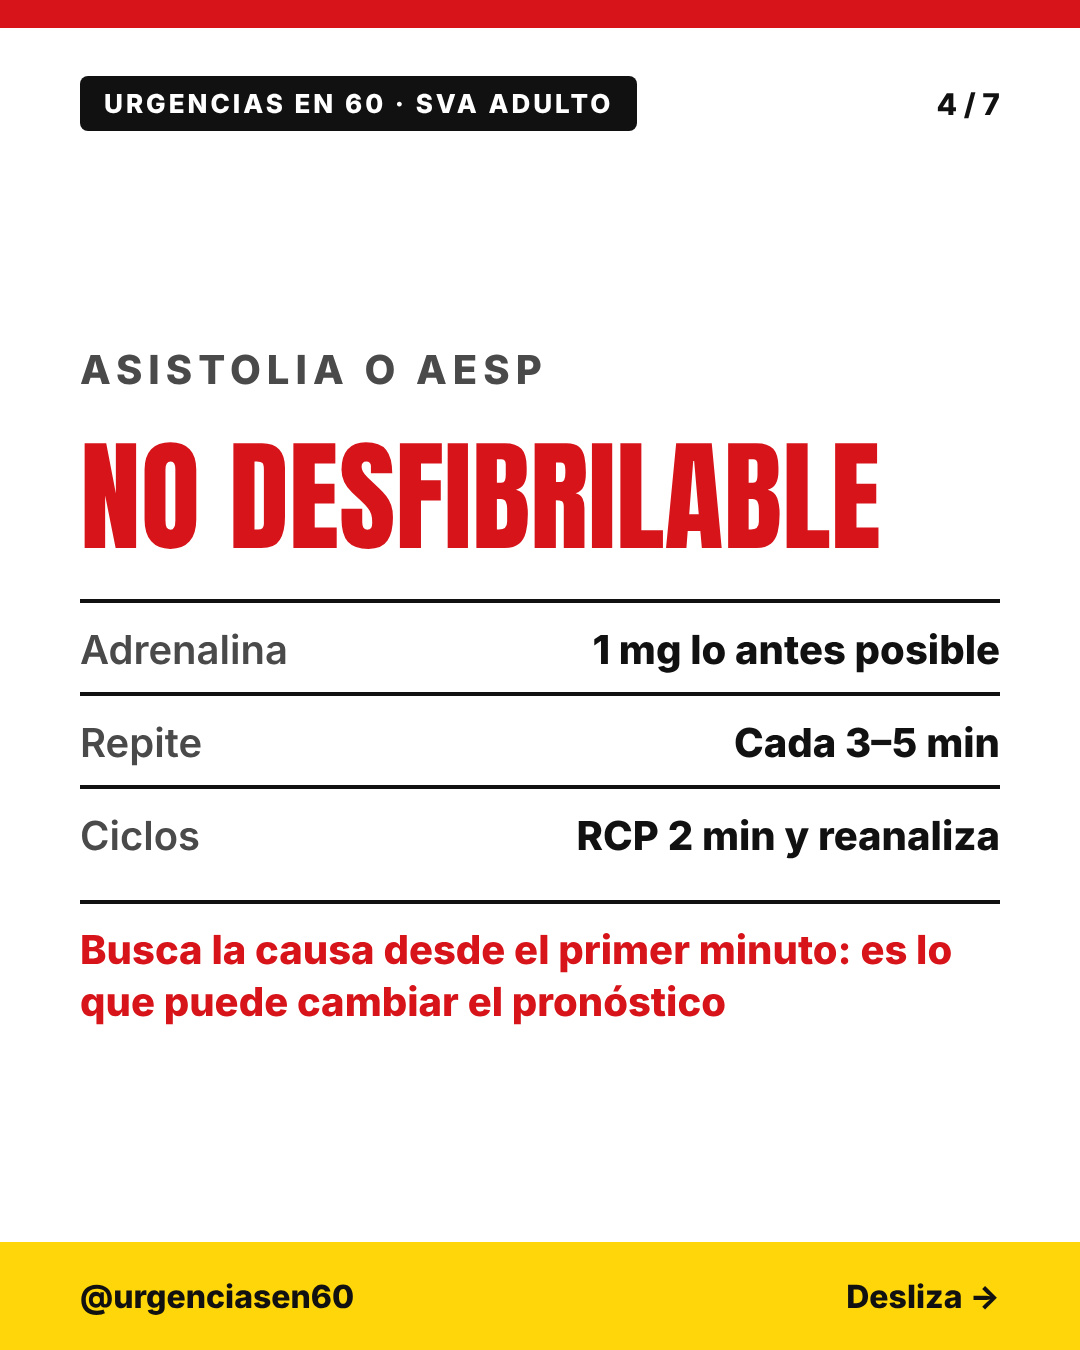 URGENCIAS EN 60 · SVA ADULTO
4 / 7
ASISTOLIA O AESP
NO DESFIBRILABLE
Adrenalina 1 mg lo antes posible
Repite Cada 3–5 min
Ciclos RCP 2 min y reanaliza
Busca la causa desde el primer minuto: es lo
que puede cambiar el pronóstico
@urgenciasen60 Desliza →